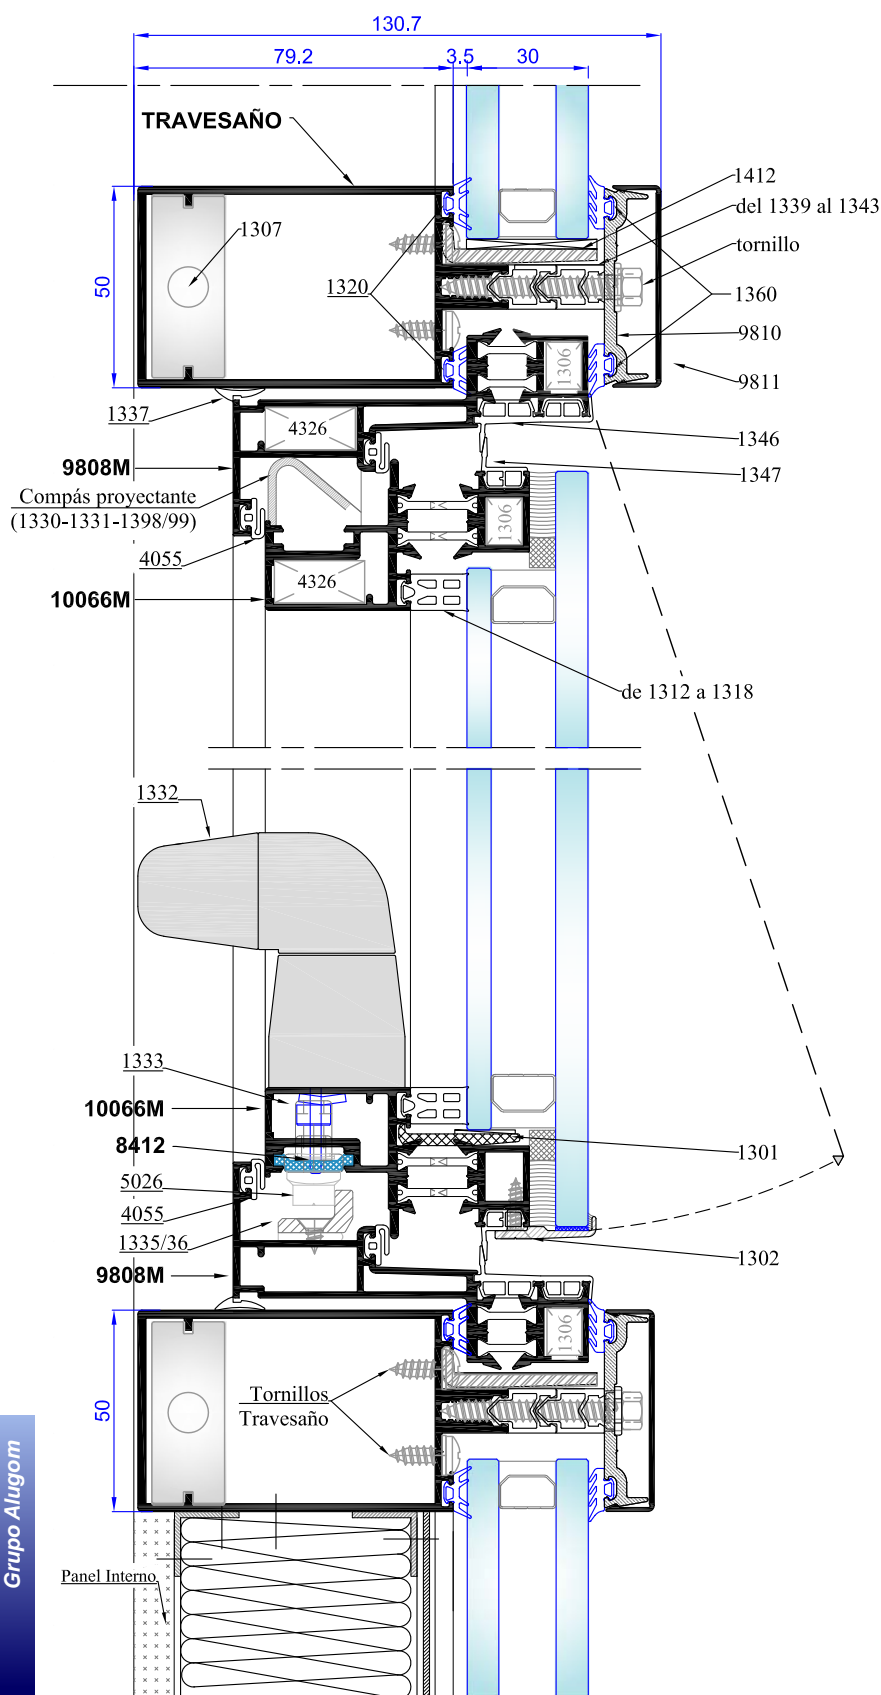 130.7
79.2
3.5
30
TRAVESAÑO
1412
del 1339 al 1343
1307
tornillo
50
1320
1360
9810
1306
9811
1337
4326
1346
9808M
1347
Compás proyectante
(1330-1331-1398/99)
1306
4055
4326
10066M
de 1312 a 1318
1332
1333
10066M
8412
1301
5026
4055
1335/36
1302
9808M
1306
50
Tornillos
Travesaño
Grupo Alugom
Panel Interno